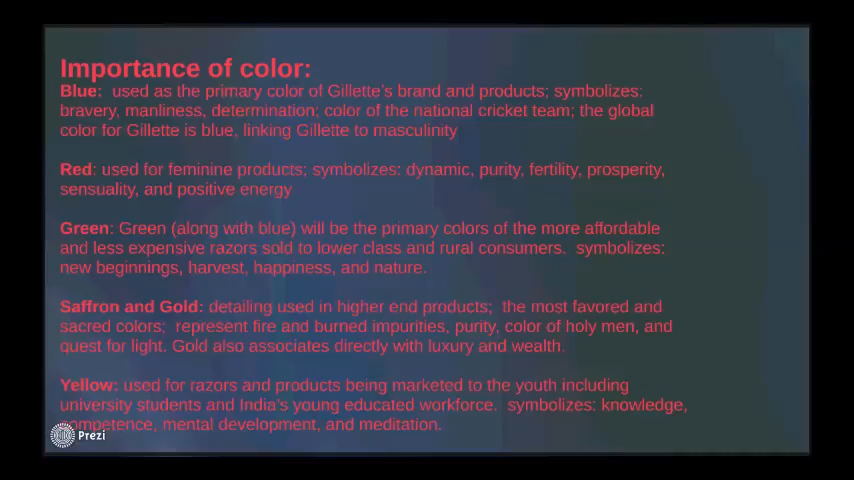 Importance of color:
Blue:  used as the primary color of Gillette's brand and products; symbolizes:
bravery, manliness, determination; color of the national cricket team; the global
color for Gillette is blue, linking Gillette to masculinity
Red: used for feminine products; symbolizes: dynamic, purity, fertility, prosperity,
sensuality, and positive energy
Green: Green (along with blue) will be the primary colors of the more affordable
and less expensive razors sold to lower class and rural consumers.  symbolizes:
new beginnings, harvest, happiness, and nature.
Saffron and Gold: detailing used in higher end products;  the most favored and
sacred colors;  represent fire and burned impurities, purity, color of holy men, and
quest for light. Gold also associates directly with luxury and wealth.
Yellow: used for razors and products being marketed to the youth including
university students and India's young educated workforce.  symbolizes: knowledge,
competence, mental development, and meditation.
Prezi